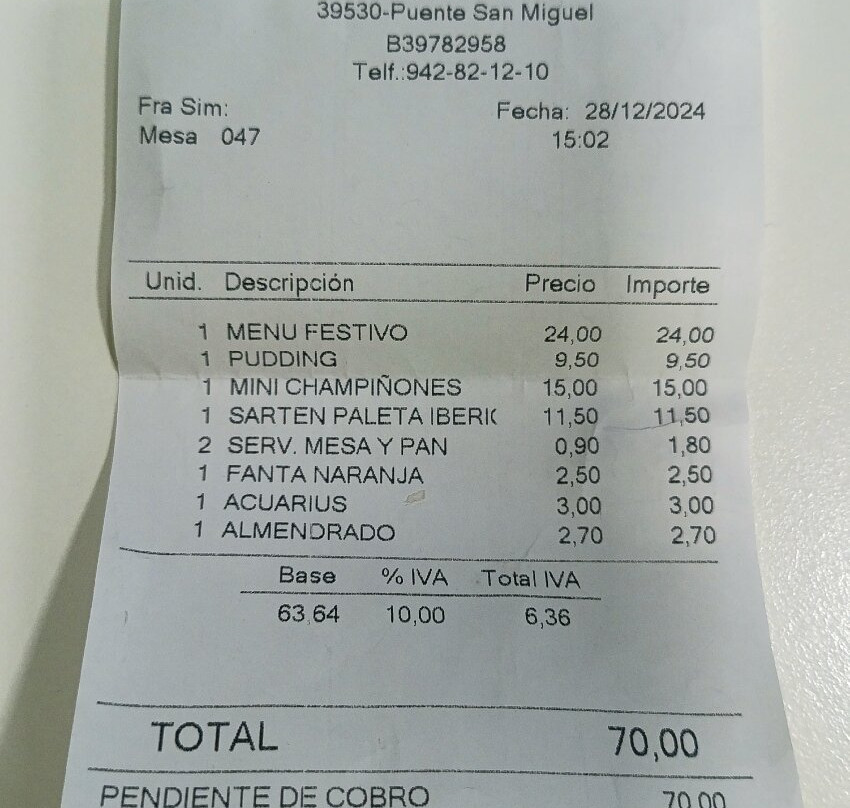 39530-Puente San Miguel
B39782958
Telf.:942-82-12-10
Fra Sim: Fecha: 28/12/2024
Mesa 047 15:02
Unid. Descripción Precio Importe
1 MENU FESTIVO 24,00 24,00
1 PUDDING 9,50 9,50
1 MINI CHAMPIÑONES 15,00 15,00
1 SARTEN PALETA IBERIC 11,50 11,50
2 SERV. MESA Y PAN 0,90 1,80
1 FANTA NARANJA 2,50 2,50
1 ACUARIUS 3,00 3,00
1 ALMENDRADO 2,70 2,70
Base % IVA Total IVA
63,64 10,00 6,36
TOTAL 70,00
PENDIENTE DE COBRO 70,00